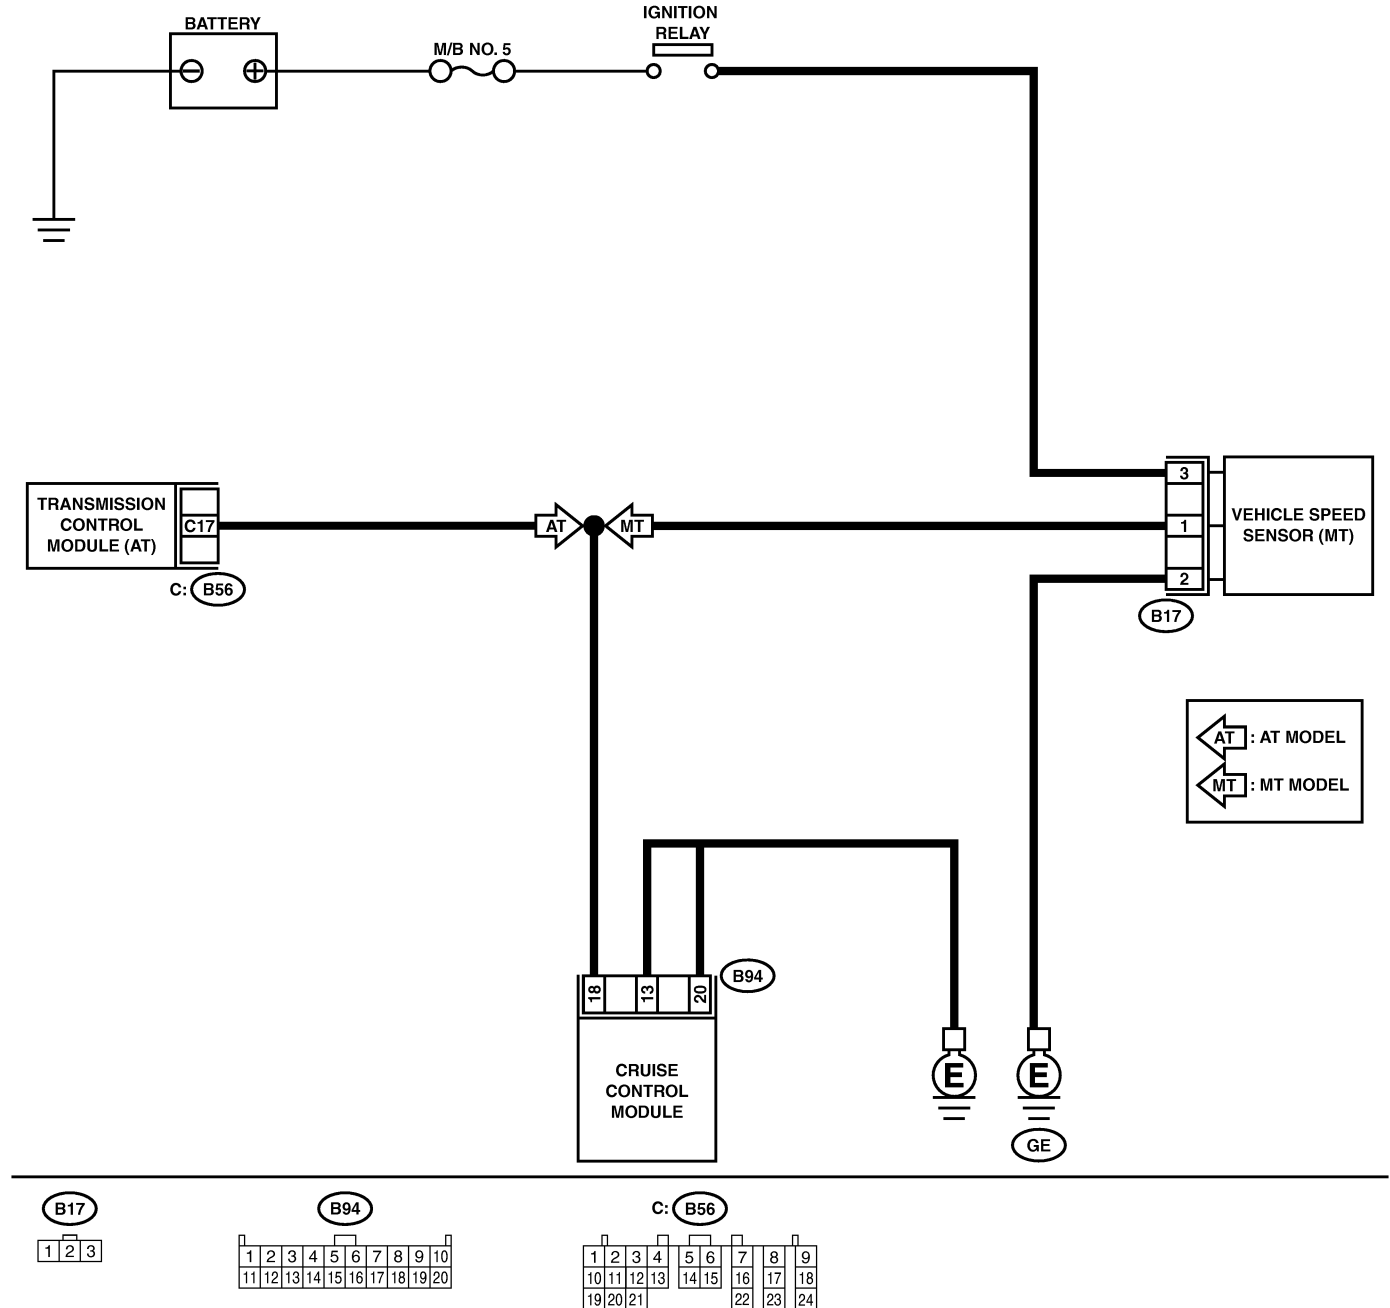 BATTERY
M/B NO. 5
IGNITION
RELAY
3
TRANSMISSION
CONTROL
MODULE (AT)
C17
AT
MT
1
VEHICLE SPEED
SENSOR (MT)
2
C: B56
B17
AT : AT MODEL
MT : MT MODEL
B94
18
13
20
CRUISE
CONTROL
MODULE
E
E
GE
B17
1 2 3
B94
1 2 3 4 5 6 7 8 9 10
11 12 13 14 15 16 17 18 19 20
C: B56
1 2 3 4 5 6 7 8 9
10 11 12 13 14 15 16 17 18
19 20 21 22 23 24